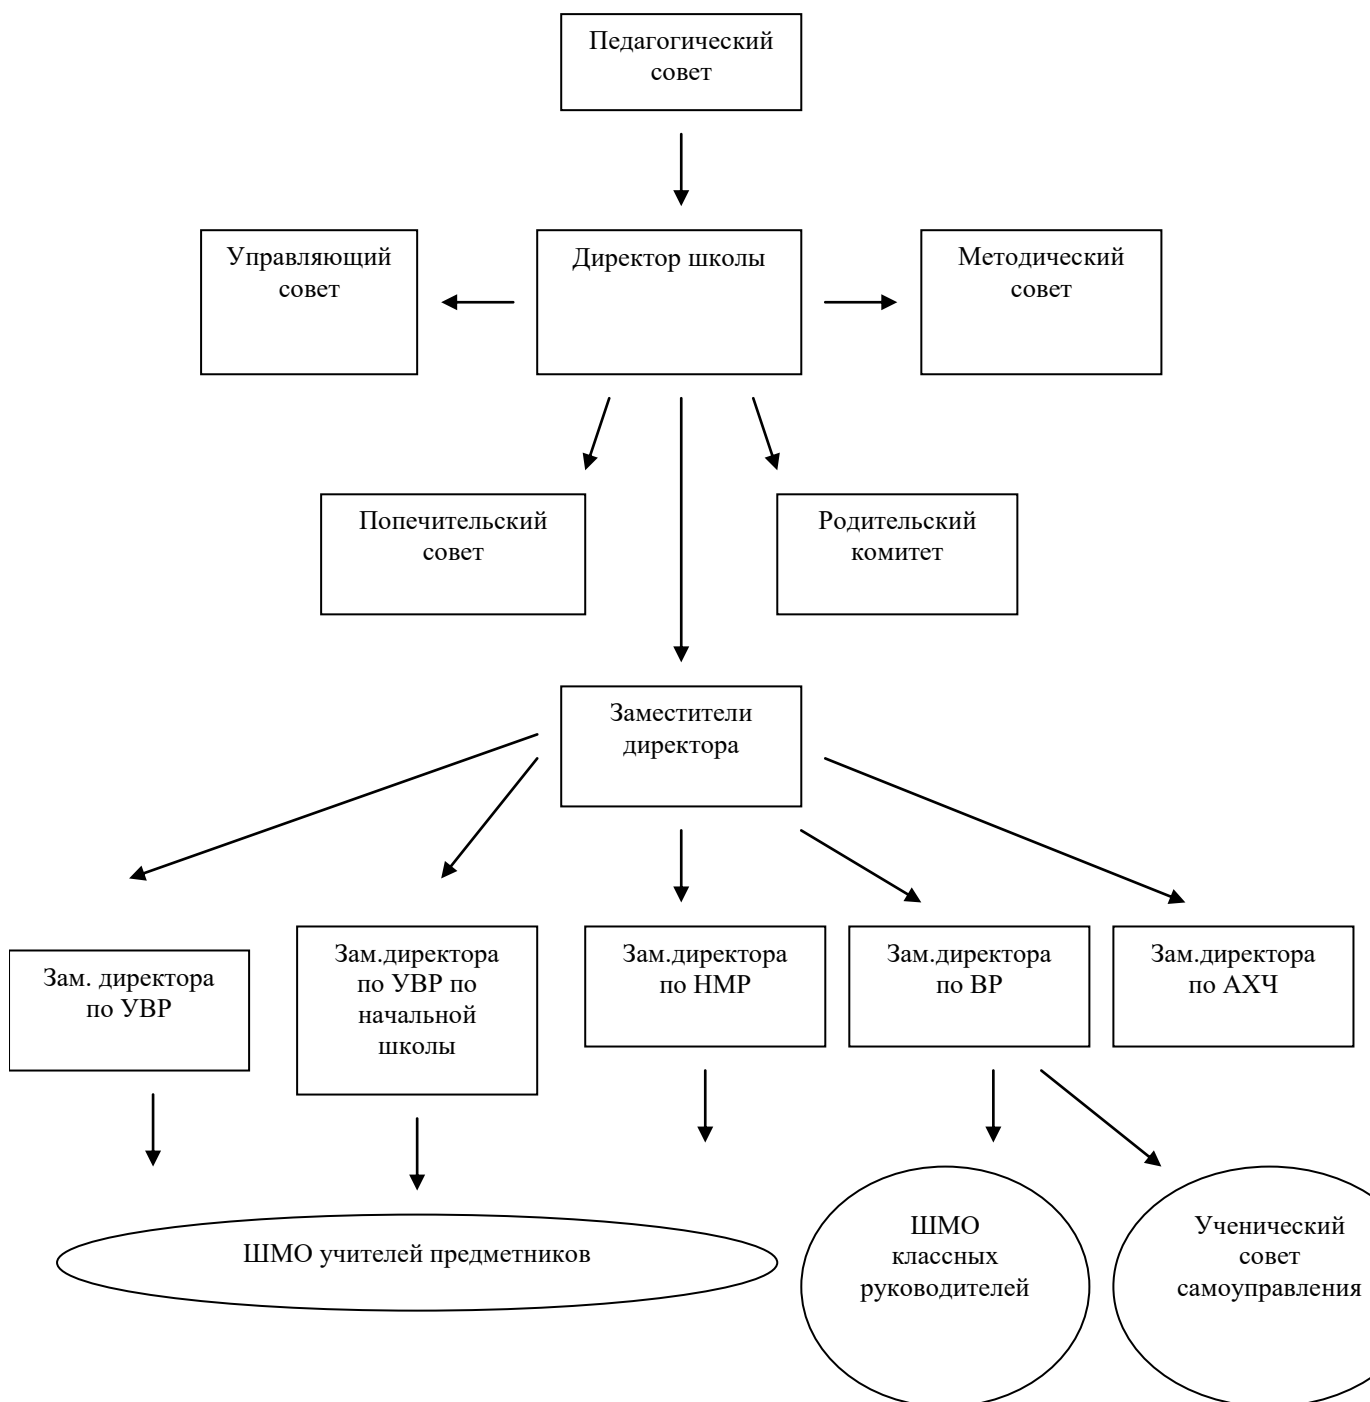 Педагогический
совет
Управляющий
совет
Директор школы
Методический
совет
Попечительский
совет
Родительский
комитет
Заместители
директора
Зам. директора
по УВР
Зам.директора
по УВР по
начальной
школы
Зам.директора
по НМР
Зам.директора
по ВР
Зам.директора
по АХЧ
ШМО учителей предметников
ШМО
классных
руководителей
Ученический
совет
самоуправления